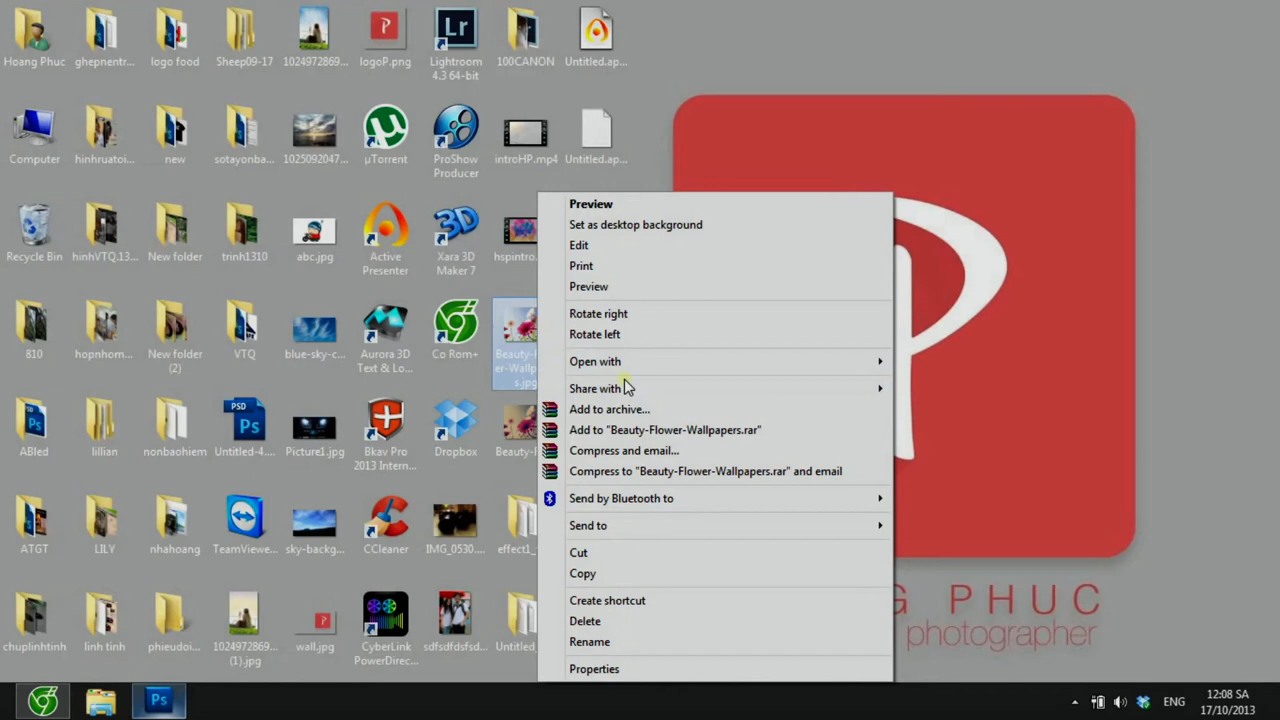 Hoang Phuc
ghepnentr...
logo food
Sheep09-17
1024972869...
logoP.png
Lightroom
4.3 64-bit
100CANON
Untitled.ap...
Computer
hinhruatoi...
new
sotayonba...
1025092047...
µTorrent
ProShow
Producer
introHP.mp4
Untitled.ap...
Recycle Bin
hinhVTQ.13...
New folder
trinh1310
abc.jpg
Active
Presenter
Xara 3D
Maker 7
hspintro...
810
hopnhom...
New folder
(2)
VTQ
blue-sky-c...
Aurora 3D
Text & Lo...
Co Rom+
ABled
lillian
nonbaohiem
PSD
Ps
Untitled-4....
Picture1.jpg
Bkav Pro
2013 Intern...
Dropbox
ATGT
LILY
nhahoang
TeamViewe...
sky-backg...
CCleaner
IMG_0530....
effect1_
chuplinhtinh
linh tinh
phieudoi...
1024972869...
(1).jpg
wall.jpg
CyberLink
PowerDirec...
sdfsdfdsfsd...
Untitled_
Preview
Set as desktop background
Edit
Print
Preview
Rotate right
Rotate left
Open with
Share with
Add to archive...
Add to "Beauty-Flower-Wallpapers.rar"
Compress and email...
Compress to "Beauty-Flower-Wallpapers.rar" and email
Send by Bluetooth to
Send to
Cut
Copy
Create shortcut
Delete
Rename
Properties
G PHUC
photographer
Ps
ENG
12:08 SA
17/10/2013